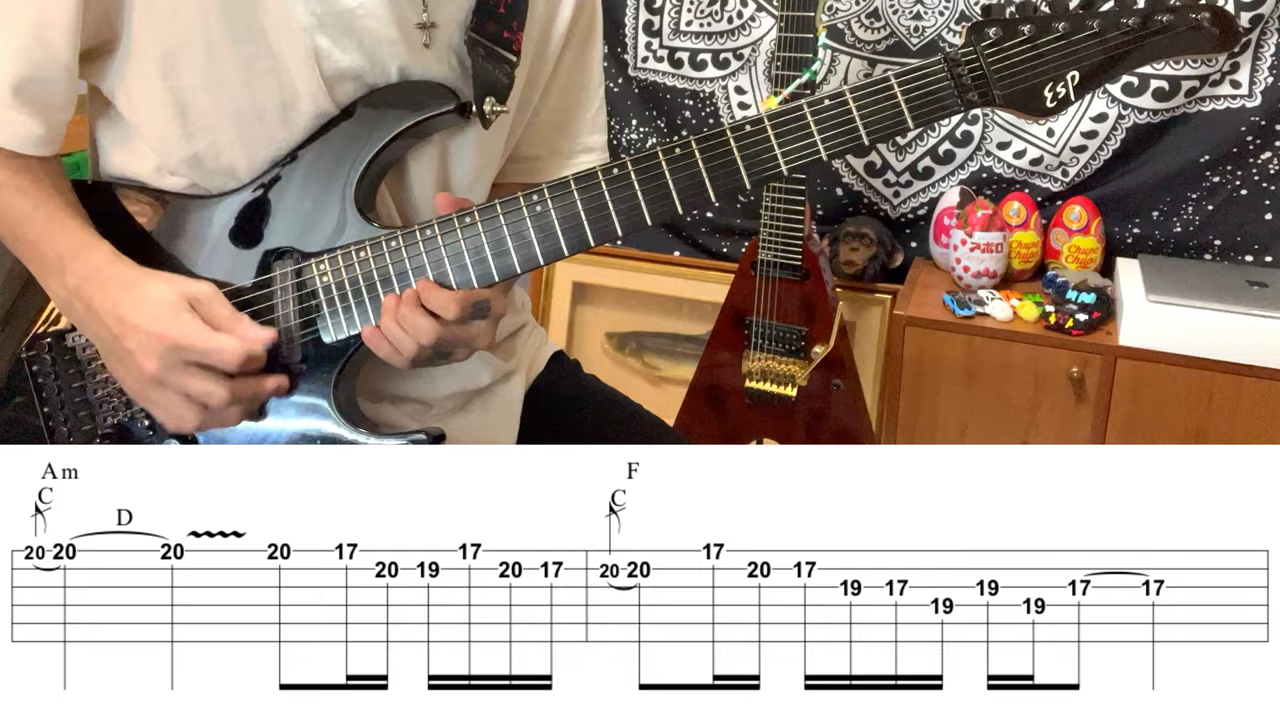 EsP
アポロ
Chupa Chups
Chupa Chups
Am F
C C
D
20 20 20 20 17 17 17
20 19 20 17 20 20 20 17
19 17 19 17 17
19 19